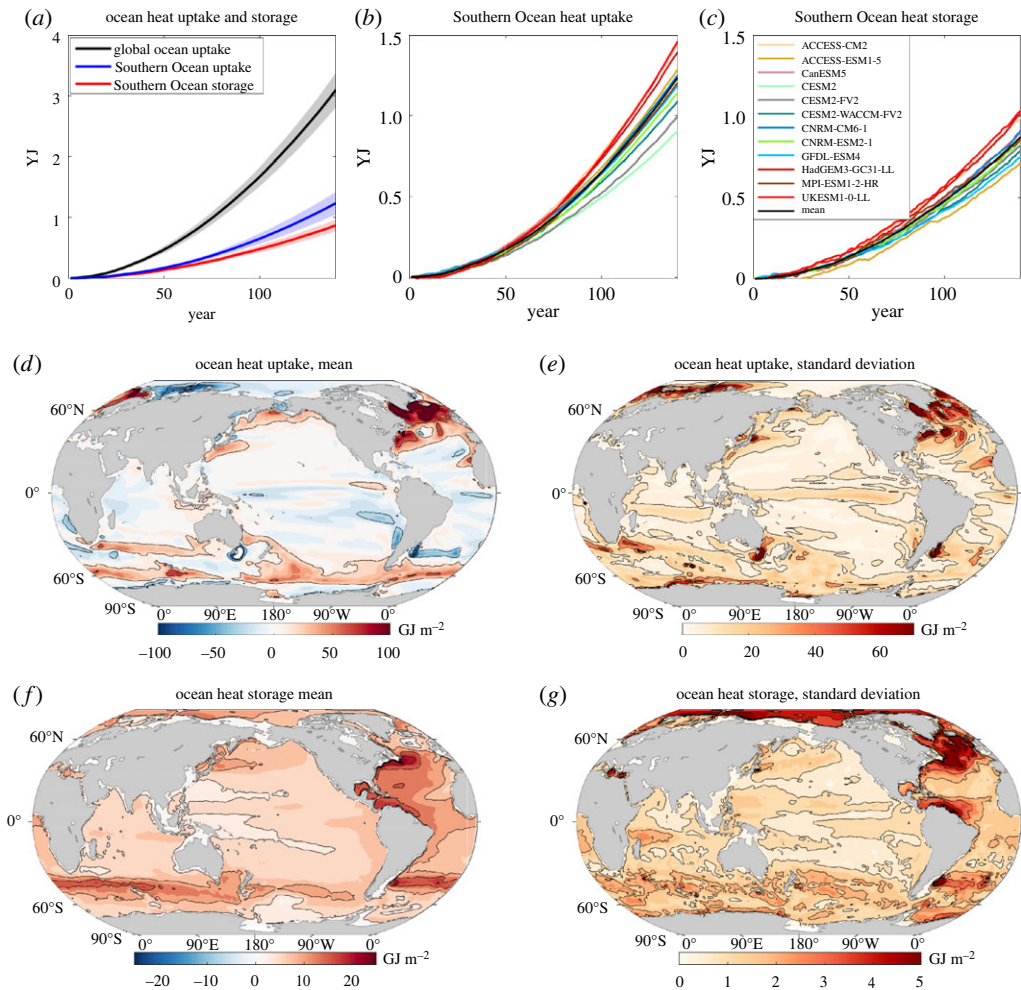 (a) ocean heat uptake and storage
4
3
2
1
0
YJ
global ocean uptake
Southern Ocean uptake
Southern Ocean storage
1 50 100
year
(b) Southern Ocean heat uptake
1.5
1.0
0.5
0
YJ
0 50 100
year
(c) Southern Ocean heat storage
1.5
1.0
0.5
0
YJ
ACCESS-CM2
ACCESS-ESM1-5
CanESM5
CESM2
CESM2-FV2
CESM2-WACCM-FV2
CNRM-CM6-1
CNRM-ESM2-1
GFDL-ESM4
HadGEM3-GC31-LL
MPI-ESM1-2-HR
UKESM1-0-LL
mean
0 50 100
year
(d) ocean heat uptake, mean
60°N
0°
60°S
90°S
0° 90°E 180° 90°W 0°
GJ m⁻²
–100 –50 0 50 100
(e) ocean heat uptake, standard deviation
60°N
0°
60°S
90°S
0° 90°E 180° 90°W 0°
GJ m⁻²
0 20 40 60
(f) ocean heat storage mean
60°N
0°
60°S
90°S
0° 90°E 180° 90°W 0°
GJ m⁻²
–20 –10 0 10 20
(g) ocean heat storage, standard deviation
60°N
0°
60°S
90°S
0° 90°E 180° 90°W 0°
GJ m⁻²
0 1 2 3 4 5